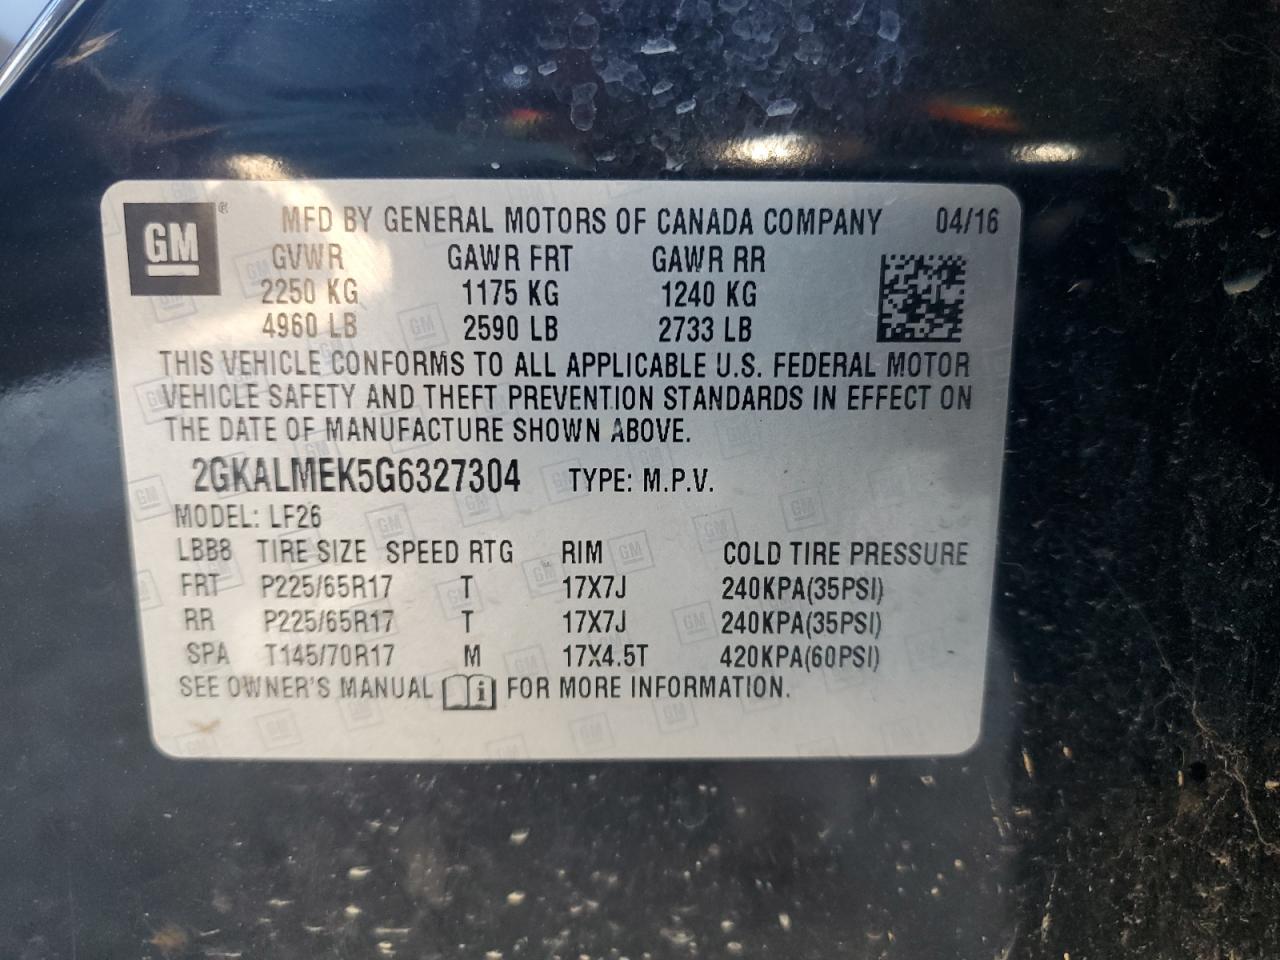 GM ® MFD BY GENERAL MOTORS OF CANADA COMPANY 04/16
GVWR GAWR FRT GAWR RR
2250 KG 1175 KG 1240 KG
4960 LB 2590 LB 2733 LB
THIS VEHICLE CONFORMS TO ALL APPLICABLE U.S. FEDERAL MOTOR
VEHICLE SAFETY AND THEFT PREVENTION STANDARDS IN EFFECT ON
THE DATE OF MANUFACTURE SHOWN ABOVE.
2GKALMEK5G6327304 TYPE: M.P.V.
MODEL: LF26
LBB8 TIRE SIZE SPEED RTG RIM COLD TIRE PRESSURE
FRT P225/65R17 T 17X7J 240KPA(35PSI)
RR P225/65R17 T 17X7J 240KPA(35PSI)
SPA T145/70R17 M 17X4.5T 420KPA(60PSI)
SEE OWNER'S MANUAL i FOR MORE INFORMATION.